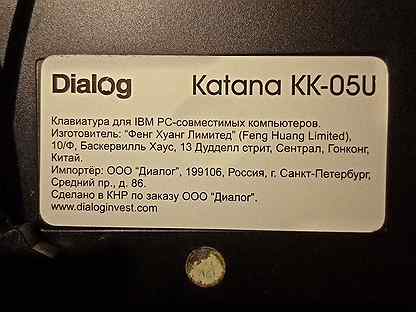 Dialog Katana KK-05U
Клавиатура для IBM PC-совместимых компьютеров.
Изготовитель: "Фенг Хуанг Лимитед" (Feng Huang Limited),
10/Ф, Баскервилль Хаус, 13 Дудделл стрит, Сентрал, Гонконг,
Китай.
Импортёр: ООО "Диалог", 199106, Россия, г. Санкт-Петербург,
Средний пр., д. 86.
Сделано в КНР по заказу ООО "Диалог".
www.dialoginvest.com